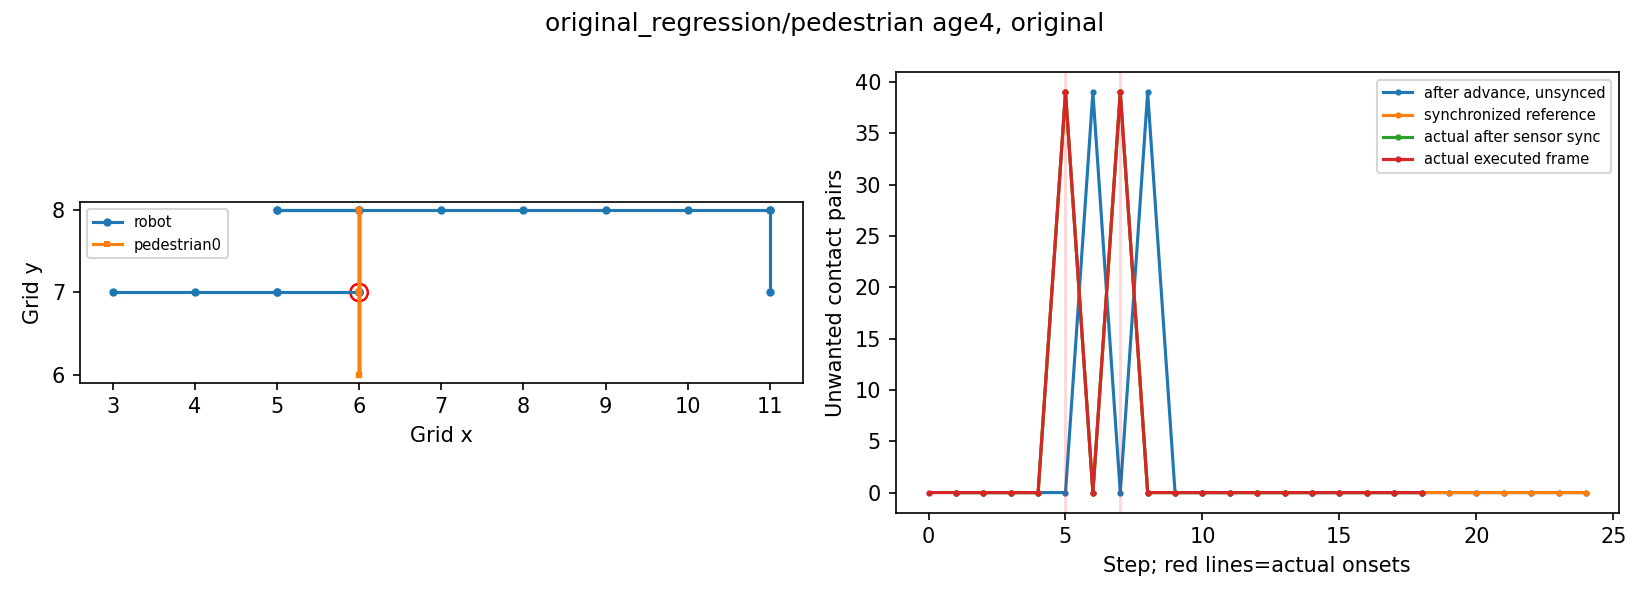 original_regression/pedestrian age4, original
robot
pedestrian0
8
7
6
Grid y
3 4 5 6 7 8 9 10 11
Grid x
after advance, unsynced
synchronized reference
actual after sensor sync
actual executed frame
40
35
30
25
20
15
10
5
0
Unwanted contact pairs
0 5 10 15 20 25
Step; red lines=actual onsets